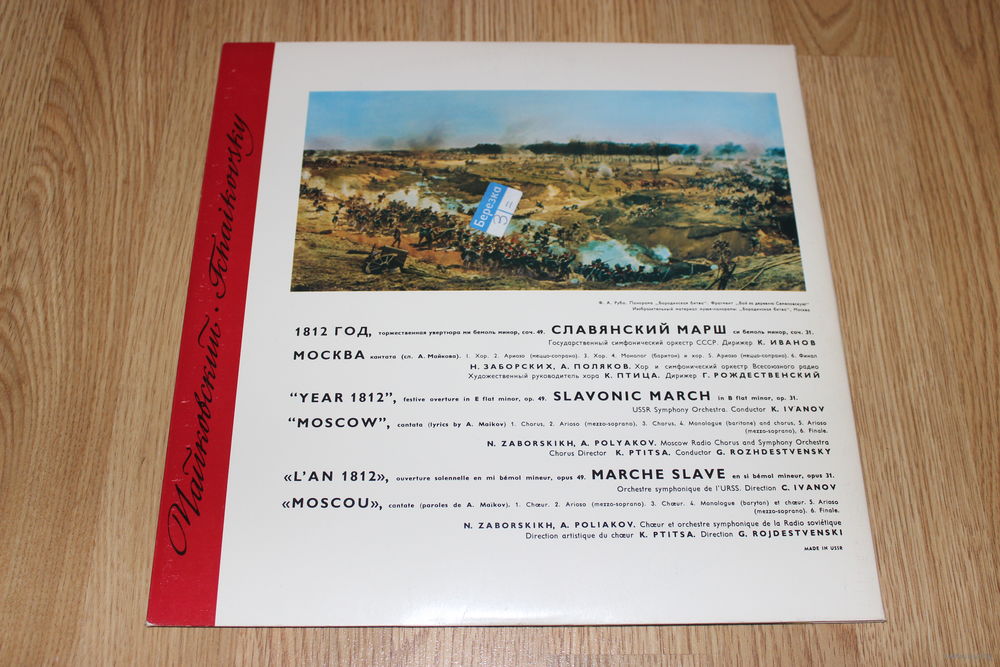 Чайковский · Tchaikovsky
Березка
3 =
Ф. А. Рубо. Панорама „Бородинская битва“. Фрагмент „Бой за деревню Семеновскую“
Изобразительный материал музея-панорамы „Бородинская битва“, Москва
1812 ГОД, торжественная увертюра ми бемоль минор, соч. 49. СЛАВЯНСКИЙ МАРШ си бемоль минор, соч. 31.
Государственный симфонический оркестр СССР. Дирижер К. ИВАНОВ
МОСКВА кантата (сл. А. Майкова). 1. Хор. 2. Ариозо (меццо-сопрано). 3. Хор. 4. Монолог (баритон) и хор. 5. Ариозо (меццо-сопрано). 6. Финал
Н. ЗАБОРСКИХ, А. ПОЛЯКОВ. Хор и симфонический оркестр Всесоюзного радио
Художественный руководитель хора К. ПТИЦА. Дирижер Г. РОЖДЕСТВЕНСКИЙ
“YEAR 1812”, festive overture in E flat minor, op. 49. SLAVONIC MARCH in B flat minor, op. 31.
USSR Symphony Orchestra. Conductor K. IVANOV
“MOSCOW”, cantata (lyrics by A. Maikov) 1. Chorus, 2. Arioso (mezzo-soprano), 3. Chorus, 4. Monologue (baritone) and chorus, 5. Arioso
(mezzo-soprano), 6. Finale.
N. ZABORSKIKH, A. POLYAKOV. Moscow Radio Chorus and Symphony Orchestra
Chorus Director K. PTITSA. Conductor G. ROZHDESTVENSKY
«L'AN 1812», ouverture solennelle en mi bémol mineur, opus 49. MARCHE SLAVE en si bémol mineur, opus 31.
Orchestre symphonique de l'URSS. Direction C. IVANOV
«MOSCOU», cantate (paroles de A. Maïkov), 1. Chœur. 2. Arioso (mezzo-soprano). 3. Chœur. 4. Monologue (baryton) et chœur. 5. Arioso
(mezzo-soprano). 6. Finale.
N. ZABORSKIKH, A. POLIAKOV. Chœur et orchestre symphonique de la Radio soviétique
Direction artistique du chœur K. PTITSA. Direction G. ROJDESTVENSKI
MADE IN USSR